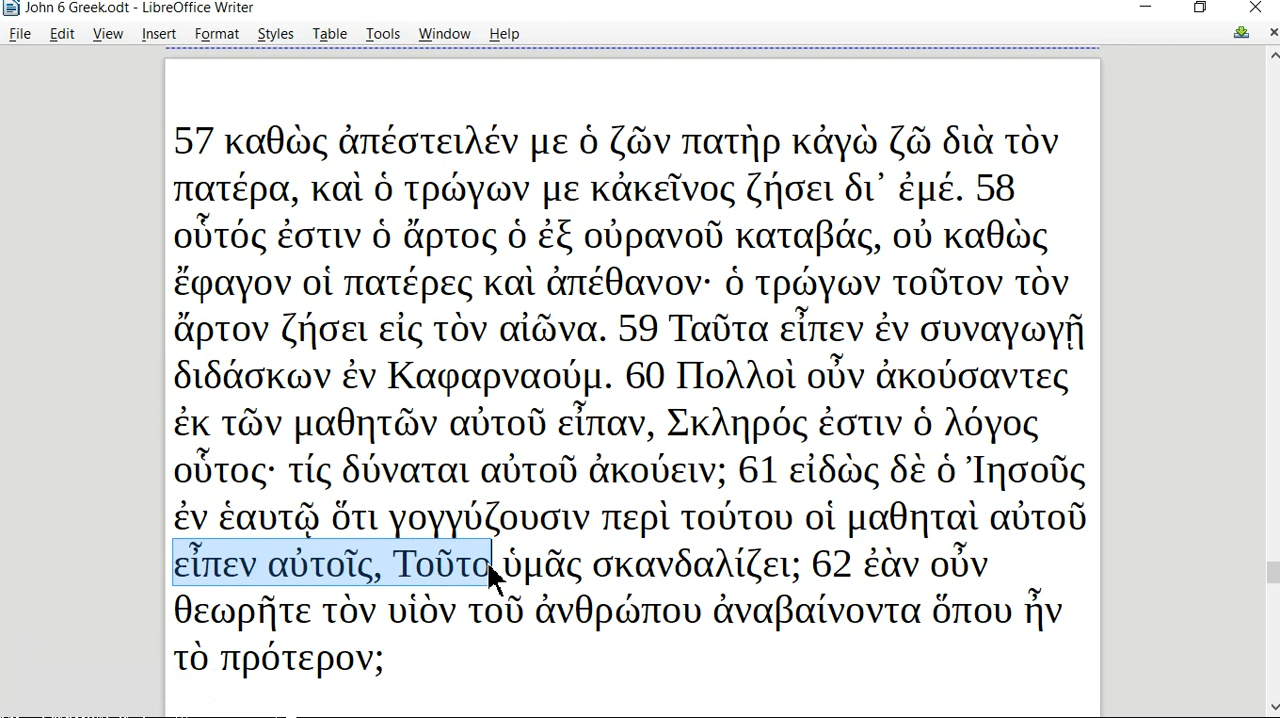 John 6 Greek.odt - LibreOffice Writer
File Edit View Insert Format Styles Table Tools Window Help
57 καθὼς ἀπέστειλέν με ὁ ζῶν πατὴρ κἀγὼ ζῶ διὰ τὸν
πατέρα, καὶ ὁ τρώγων με κἀκεῖνος ζήσει δι᾽ ἐμέ. 58
οὗτός ἐστιν ὁ ἄρτος ὁ ἐξ οὐρανοῦ καταβάς, οὐ καθὼς
ἔφαγον οἱ πατέρες καὶ ἀπέθανον· ὁ τρώγων τοῦτον τὸν
ἄρτον ζήσει εἰς τὸν αἰῶνα. 59 Ταῦτα εἶπεν ἐν συναγωγῇ
διδάσκων ἐν Καφαρναούμ. 60 Πολλοὶ οὖν ἀκούσαντες
ἐκ τῶν μαθητῶν αὐτοῦ εἶπαν, Σκληρός ἐστιν ὁ λόγος
οὗτος· τίς δύναται αὐτοῦ ἀκούειν; 61 εἰδὼς δὲ ὁ Ἰησοῦς
ἐν ἑαυτῷ ὅτι γογγύζουσιν περὶ τούτου οἱ μαθηταὶ αὐτοῦ
εἶπεν αὐτοῖς, Τοῦτο ὑμᾶς σκανδαλίζει; 62 ἐὰν οὖν
θεωρῆτε τὸν υἱὸν τοῦ ἀνθρώπου ἀναβαίνοντα ὅπου ἦν
τὸ πρότερον;